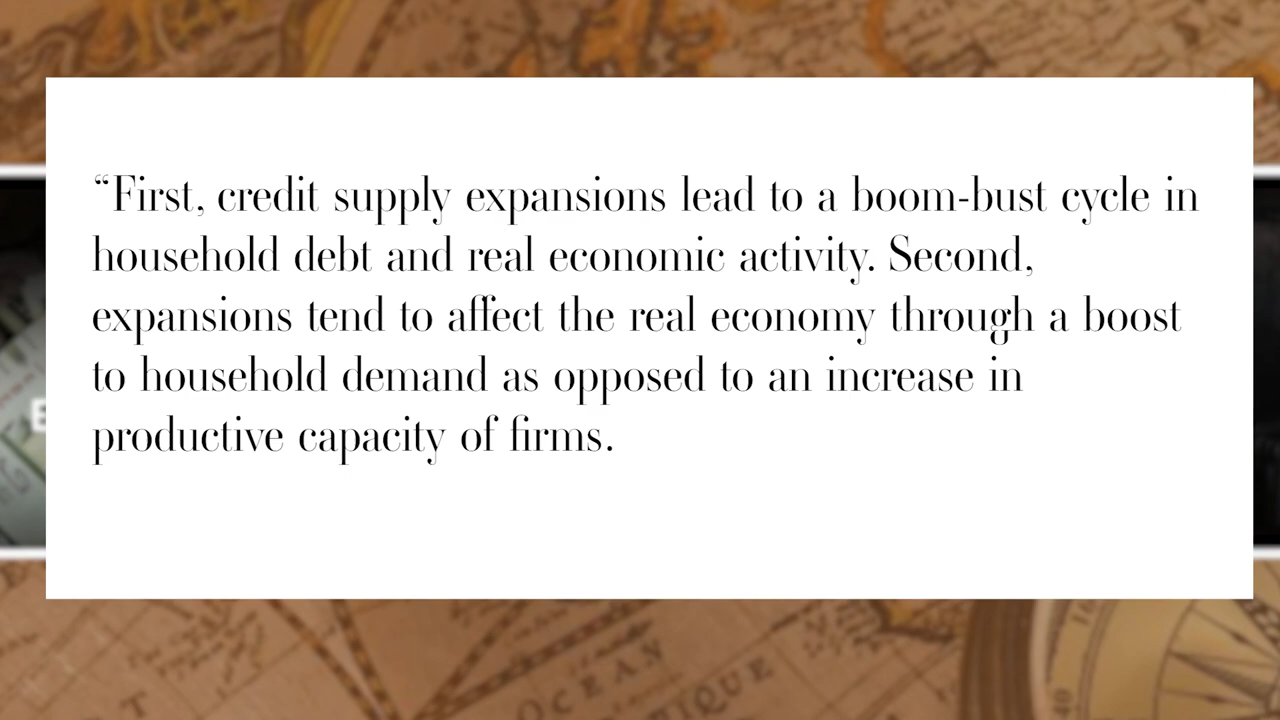 “First, credit supply expansions lead to a boom-bust cycle in
household debt and real economic activity. Second,
expansions tend to affect the real economy through a boost
to household demand as opposed to an increase in
productive capacity of firms.
OCEAN